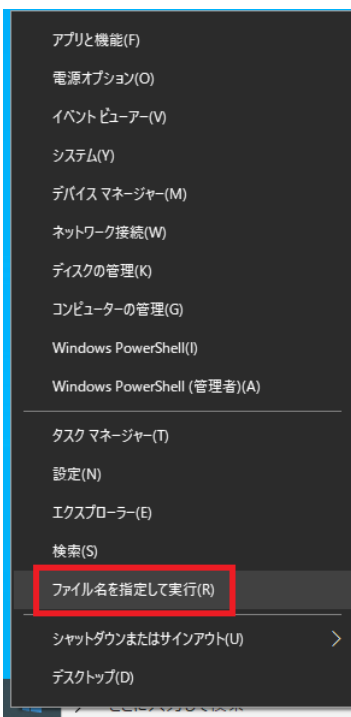 アプリと機能(F)
電源オプション(O)
イベント ビューアー(V)
システム(Y)
デバイス マネージャー(M)
ネットワーク接続(W)
ディスクの管理(K)
コンピューターの管理(G)
Windows PowerShell(I)
Windows PowerShell (管理者)(A)
タスク マネージャー(T)
設定(N)
エクスプローラー(E)
検索(S)
ファイル名を指定して実行(R)
シャットダウンまたはサインアウト(U)
デスクトップ(D)